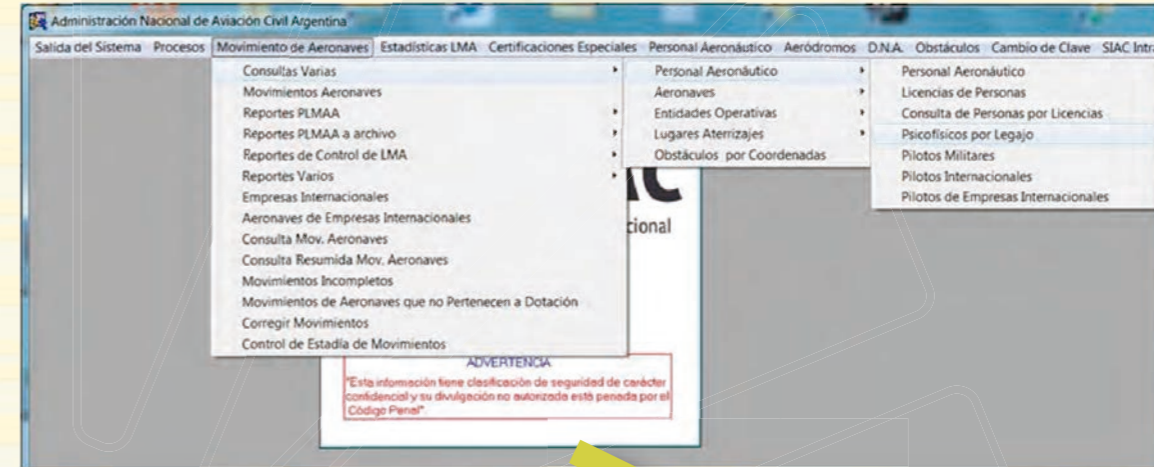 Administración Nacional de Aviación Civil Argentina
Salida del Sistema Procesos Movimiento de Aeronaves Estadísticas LMA Certificaciones Especiales Personal Aeronáutico Aeródromos D.N.A. Obstáculos Cambio de Clave SIAC Intra
Consultas Varias
Movimientos Aeronaves
Reportes PLMAA
Reportes PLMAA a archivo
Reportes de Control de LMA
Reportes Varios
Empresas Internacionales
Aeronaves de Empresas Internacionales
Consulta Mov. Aeronaves
Consulta Resumida Mov. Aeronaves
Movimientos Incompletos
Movimientos de Aeronaves que no Pertenecen a Dotación
Corregir Movimientos
Control de Estadía de Movimientos
Personal Aeronáutico
Aeronaves
Entidades Operativas
Lugares Aterrizajes
Obstáculos por Coordenadas
Personal Aeronáutico
Licencias de Personas
Consulta de Personas por Licencias
Psicofísicos por Legajo
Pilotos Militares
Pilotos Internacionales
Pilotos de Empresas Internacionales
cional
ADVERTENCIA
"Esta información tiene clasificación de seguridad de carácter
confidencial y su divulgación no autorizada está penada por el
Código Penal"